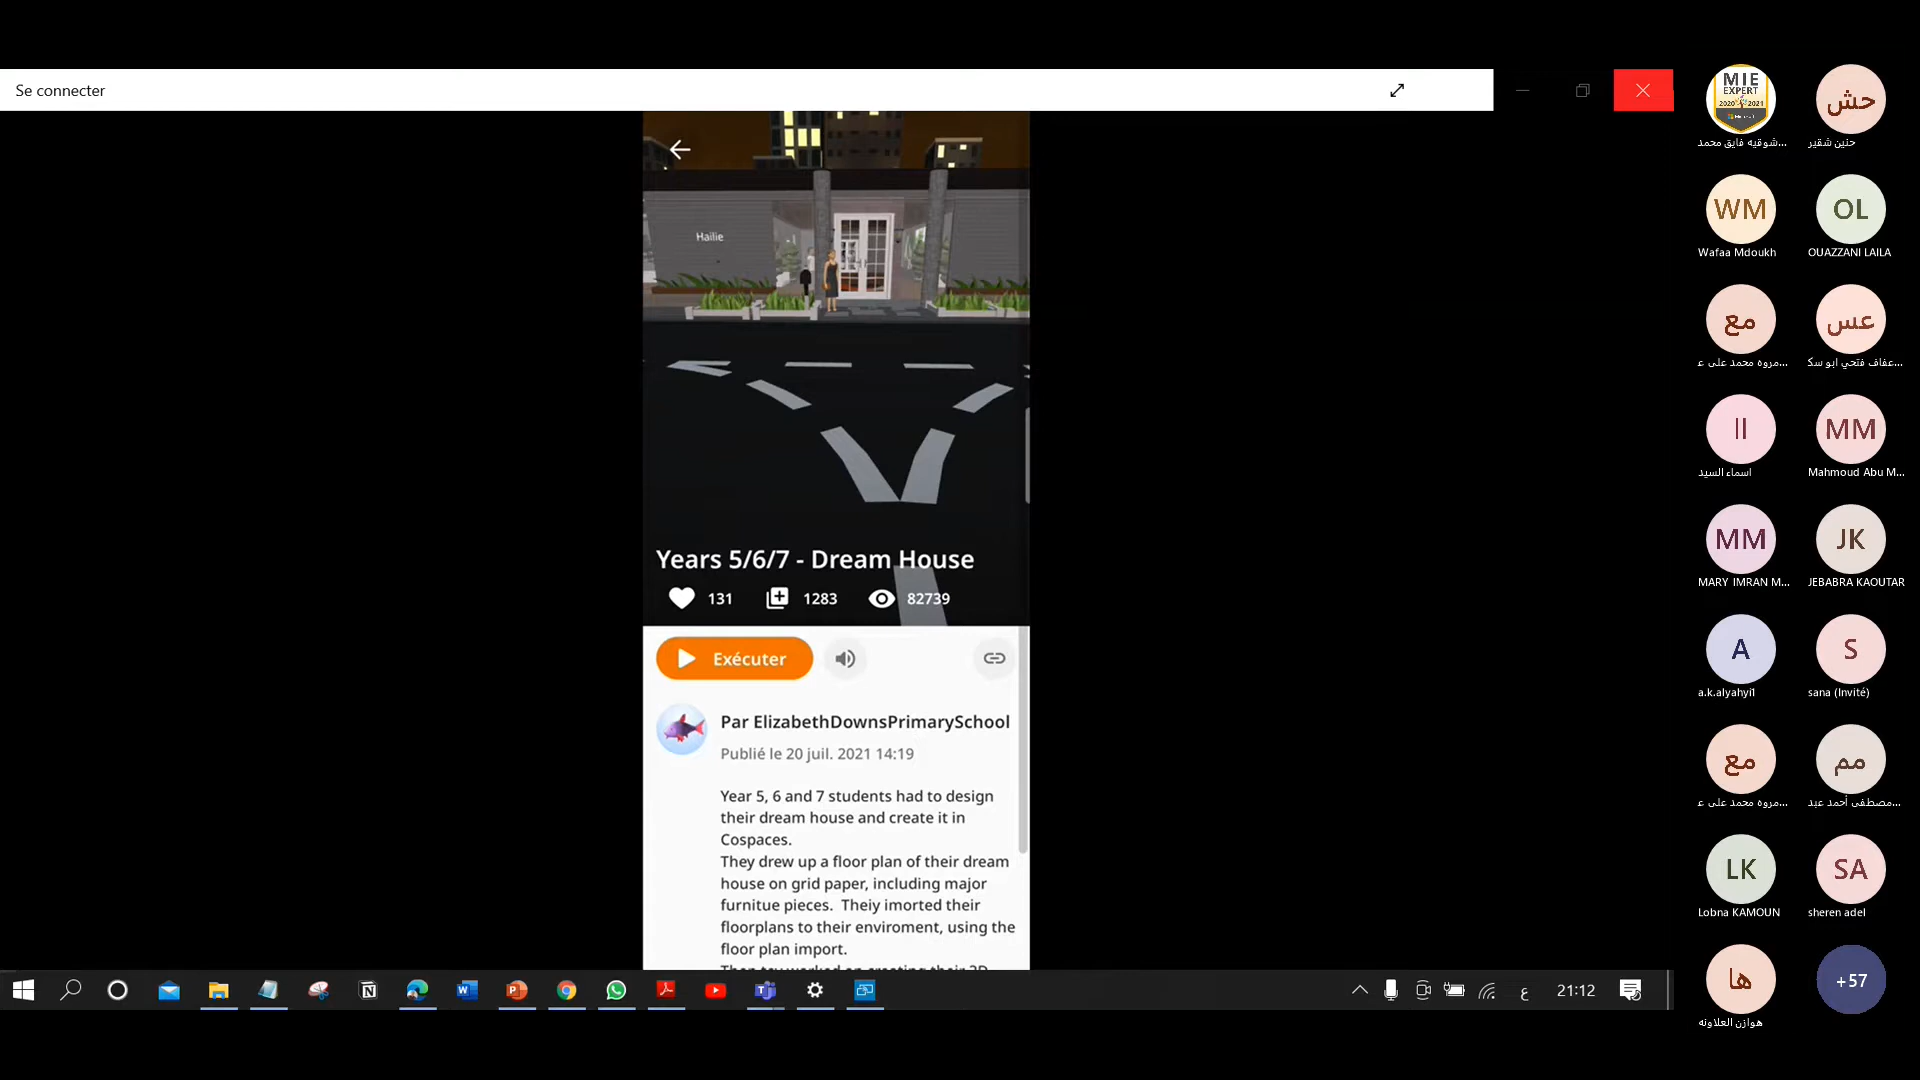 Se connecter
Hailie
Years 5/6/7 - Dream House
131 1283 82739
Exécuter
Par ElizabethDownsPrimarySchool
Publié le 20 juil. 2021 14:19
Year 5, 6 and 7 students had to design
their dream house and create it in
Cospaces.
They drew up a floor plan of their dream
house on grid paper, including major
furnitue pieces. Theiy imorted their
floorplans to their enviroment, using the
floor plan import.
MIE
EXPERT
2020 2021
Microsoft
شوقيه فايق محمد...
حش
حنين شقير
WM
Wafaa Mdoukh
OL
OUAZZANI LAILA
مع
مروه محمد على ع...
عس
عفاف فتحي ابو سك...
اا
اسماء السيد
MM
Mahmoud Abu M...
MM
MARY IMRAN M...
JK
JEBABRA KAOUTAR
A
a.k.alyahyi1
S
sana (Invité)
مع
مروه محمد على ع...
مم
مصطفى أحمد عبد...
LK
Lobna KAMOUN
SA
sheren adel
ها
هوازن العلاونه
+57
ع
21:12